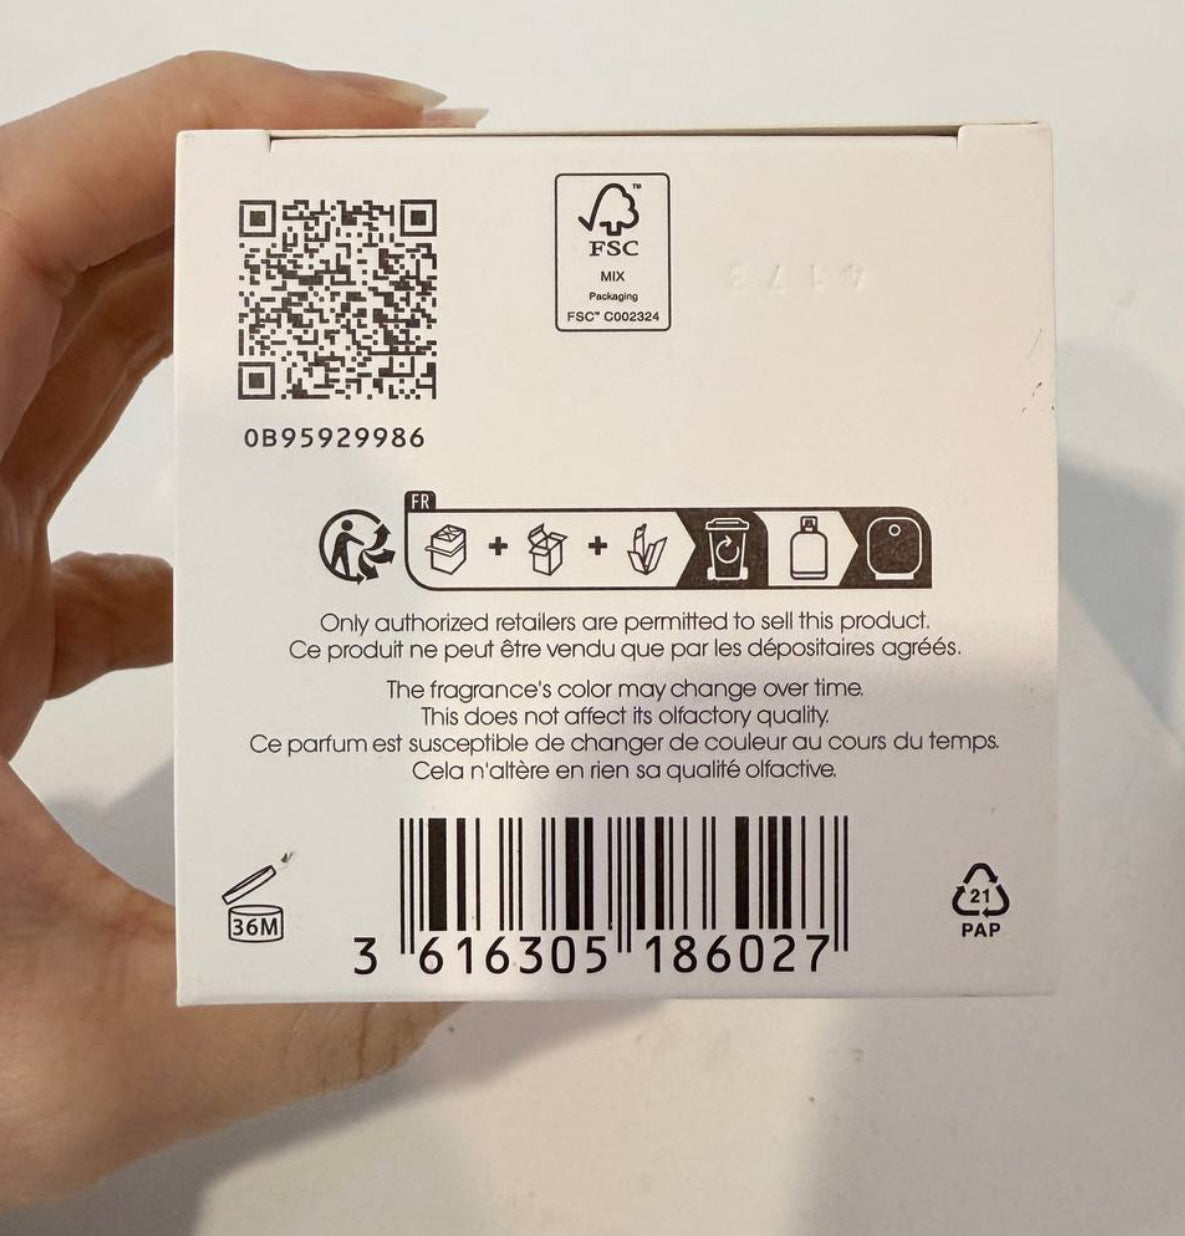 FSC™
MIX
Packaging
FSC™ C002324
0B95929986
FR
+ +
Only authorized retailers are permitted to sell this product.
Ce produit ne peut être vendu que par les dépositaires agréés.
The fragrance's color may change over time.
This does not affect its olfactory quality.
Ce parfum est susceptible de changer de couleur au cours du temps.
Cela n'altère en rien sa qualité olfactive.
36M
3 616305 186027
21
PAP